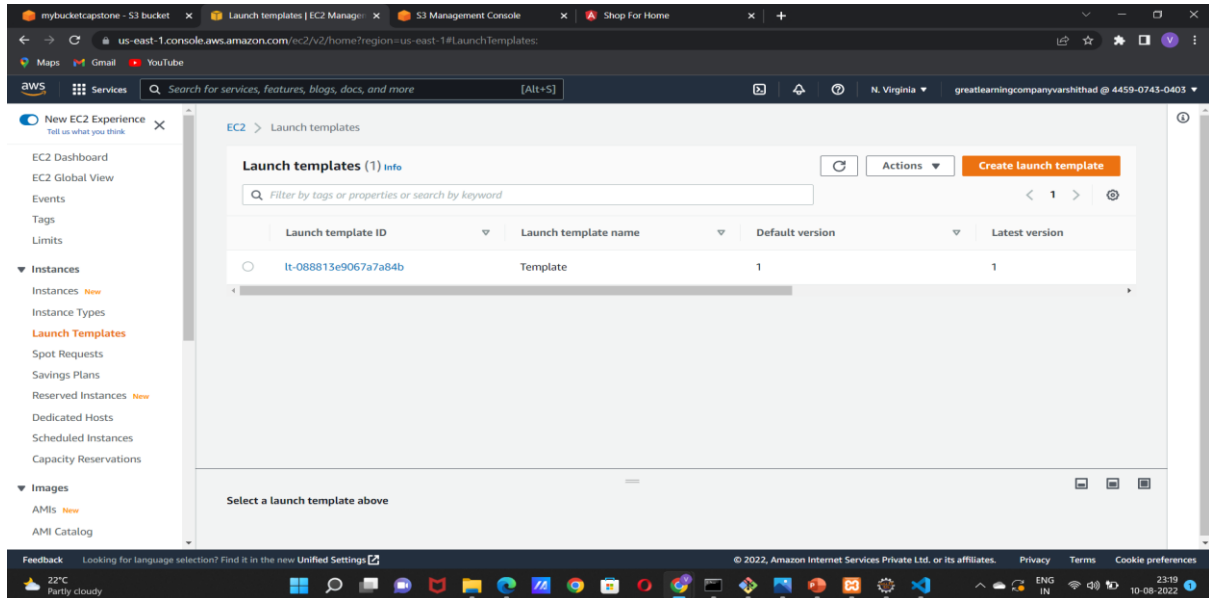 mybucketcapstone - S3 bucket
Launch templates | EC2 Manager
S3 Management Console
Shop For Home
us-east-1.console.aws.amazon.com/ec2/v2/home?region=us-east-1#LaunchTemplates:
V
Maps Gmail YouTube
aws Services Search for services, features, blogs, docs, and more [Alt+S] N. Virginia greatlearningcompanyvarshithad @ 4459-0743-0403
New EC2 Experience
Tell us what you think
EC2 Dashboard
EC2 Global View
Events
Tags
Limits
Instances
Instances New
Instance Types
Launch Templates
Spot Requests
Savings Plans
Reserved Instances New
Dedicated Hosts
Scheduled Instances
Capacity Reservations
Images
AMIs New
AMI Catalog
EC2 > Launch templates
Launch templates (1) Info
Actions Create launch template
Filter by tags or properties or search by keyword
< 1 >
Launch template ID Launch template name Default version Latest version
lt-088813e9067a7a84b Template 1 1
Select a launch template above
Feedback Looking for language selection? Find it in the new Unified Settings © 2022, Amazon Internet Services Private Ltd. or its affiliates. Privacy Terms Cookie preferences
22°C
Partly cloudy
ENG
IN
23:19
10-08-2022
1